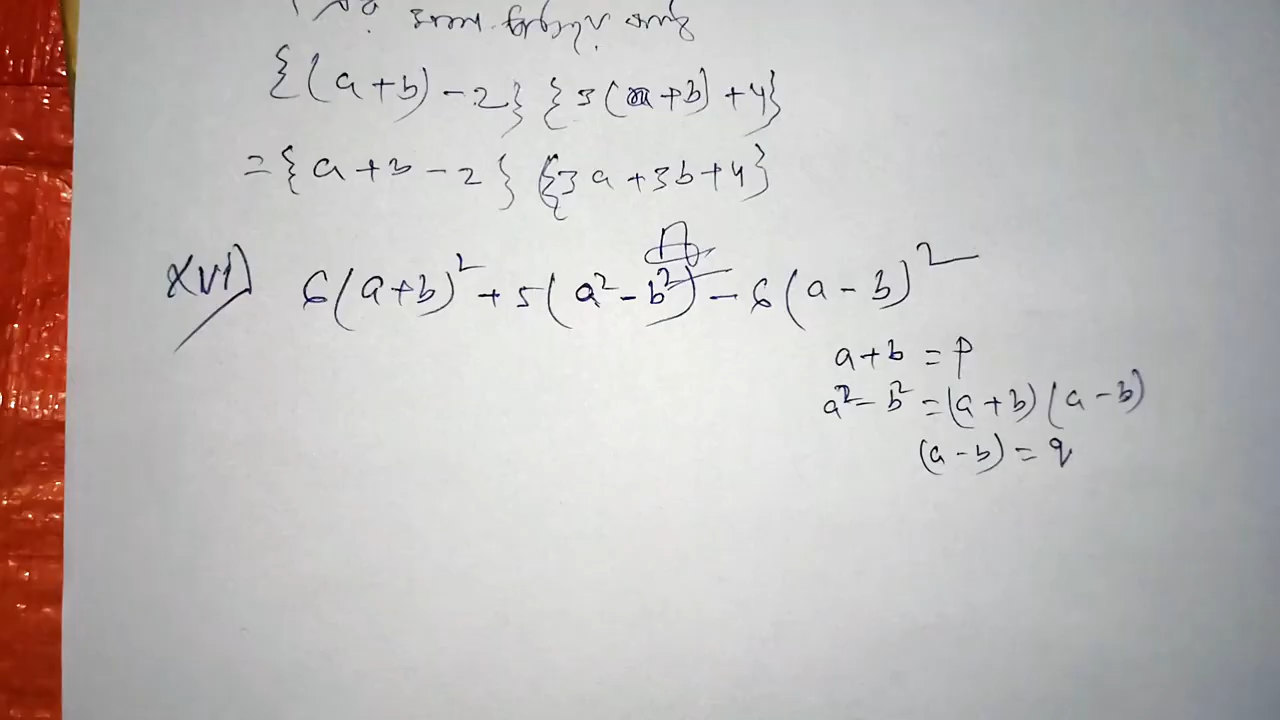 {(a+b)-2} {3(a+b)+4}
={a+b-2} {3a+3b+4}
xvi) 6(a+b)²+5(a²-b²)-6(a-b)²
a+b=p
a²-b²=(a+b)(a-b)
(a-b)=q